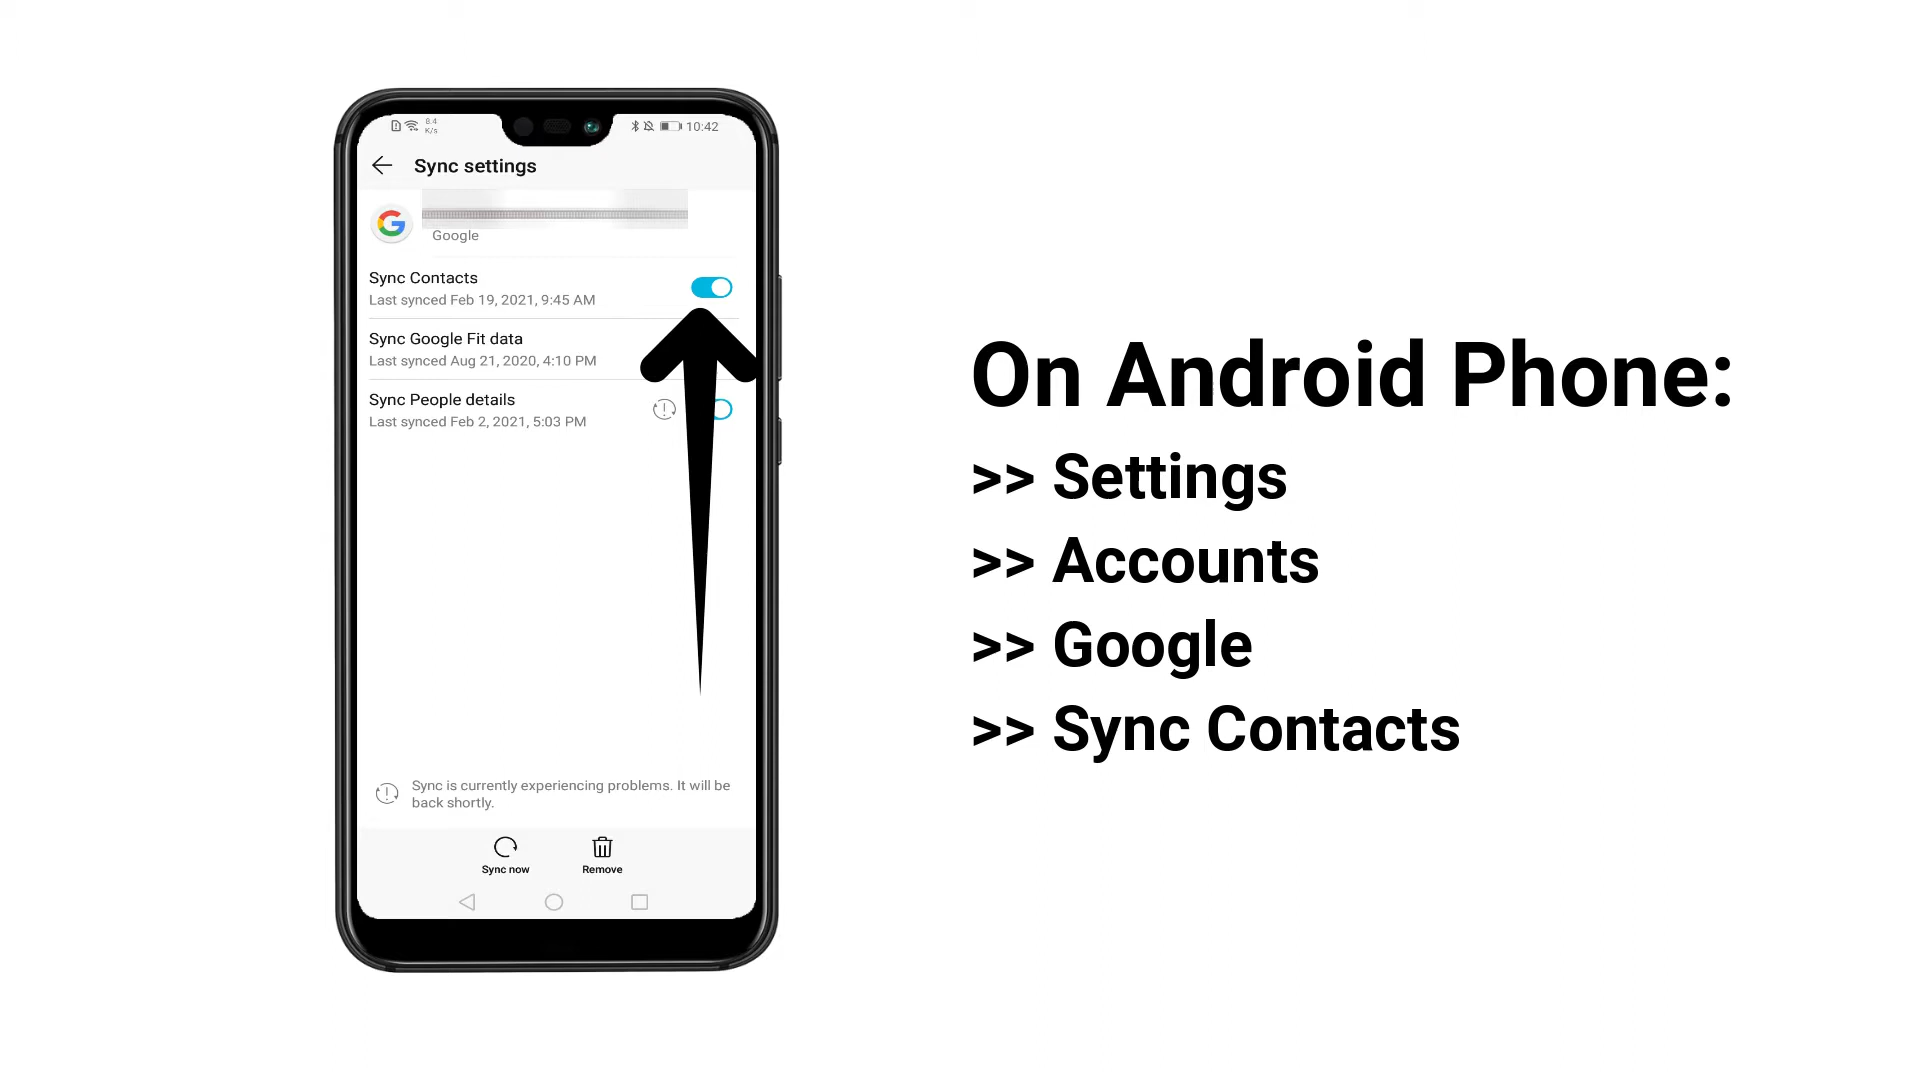 8.4
K/s
10:42
Sync settings
Google
Sync Contacts
Last synced Feb 19, 2021, 9:45 AM
Sync Google Fit data
Last synced Aug 21, 2020, 4:10 PM
Sync People details
Last synced Feb 2, 2021, 5:03 PM
Sync is currently experiencing problems. It will be
back shortly.
Sync now
Remove
On Android Phone:
>> Settings
>> Accounts
>> Google
>> Sync Contacts